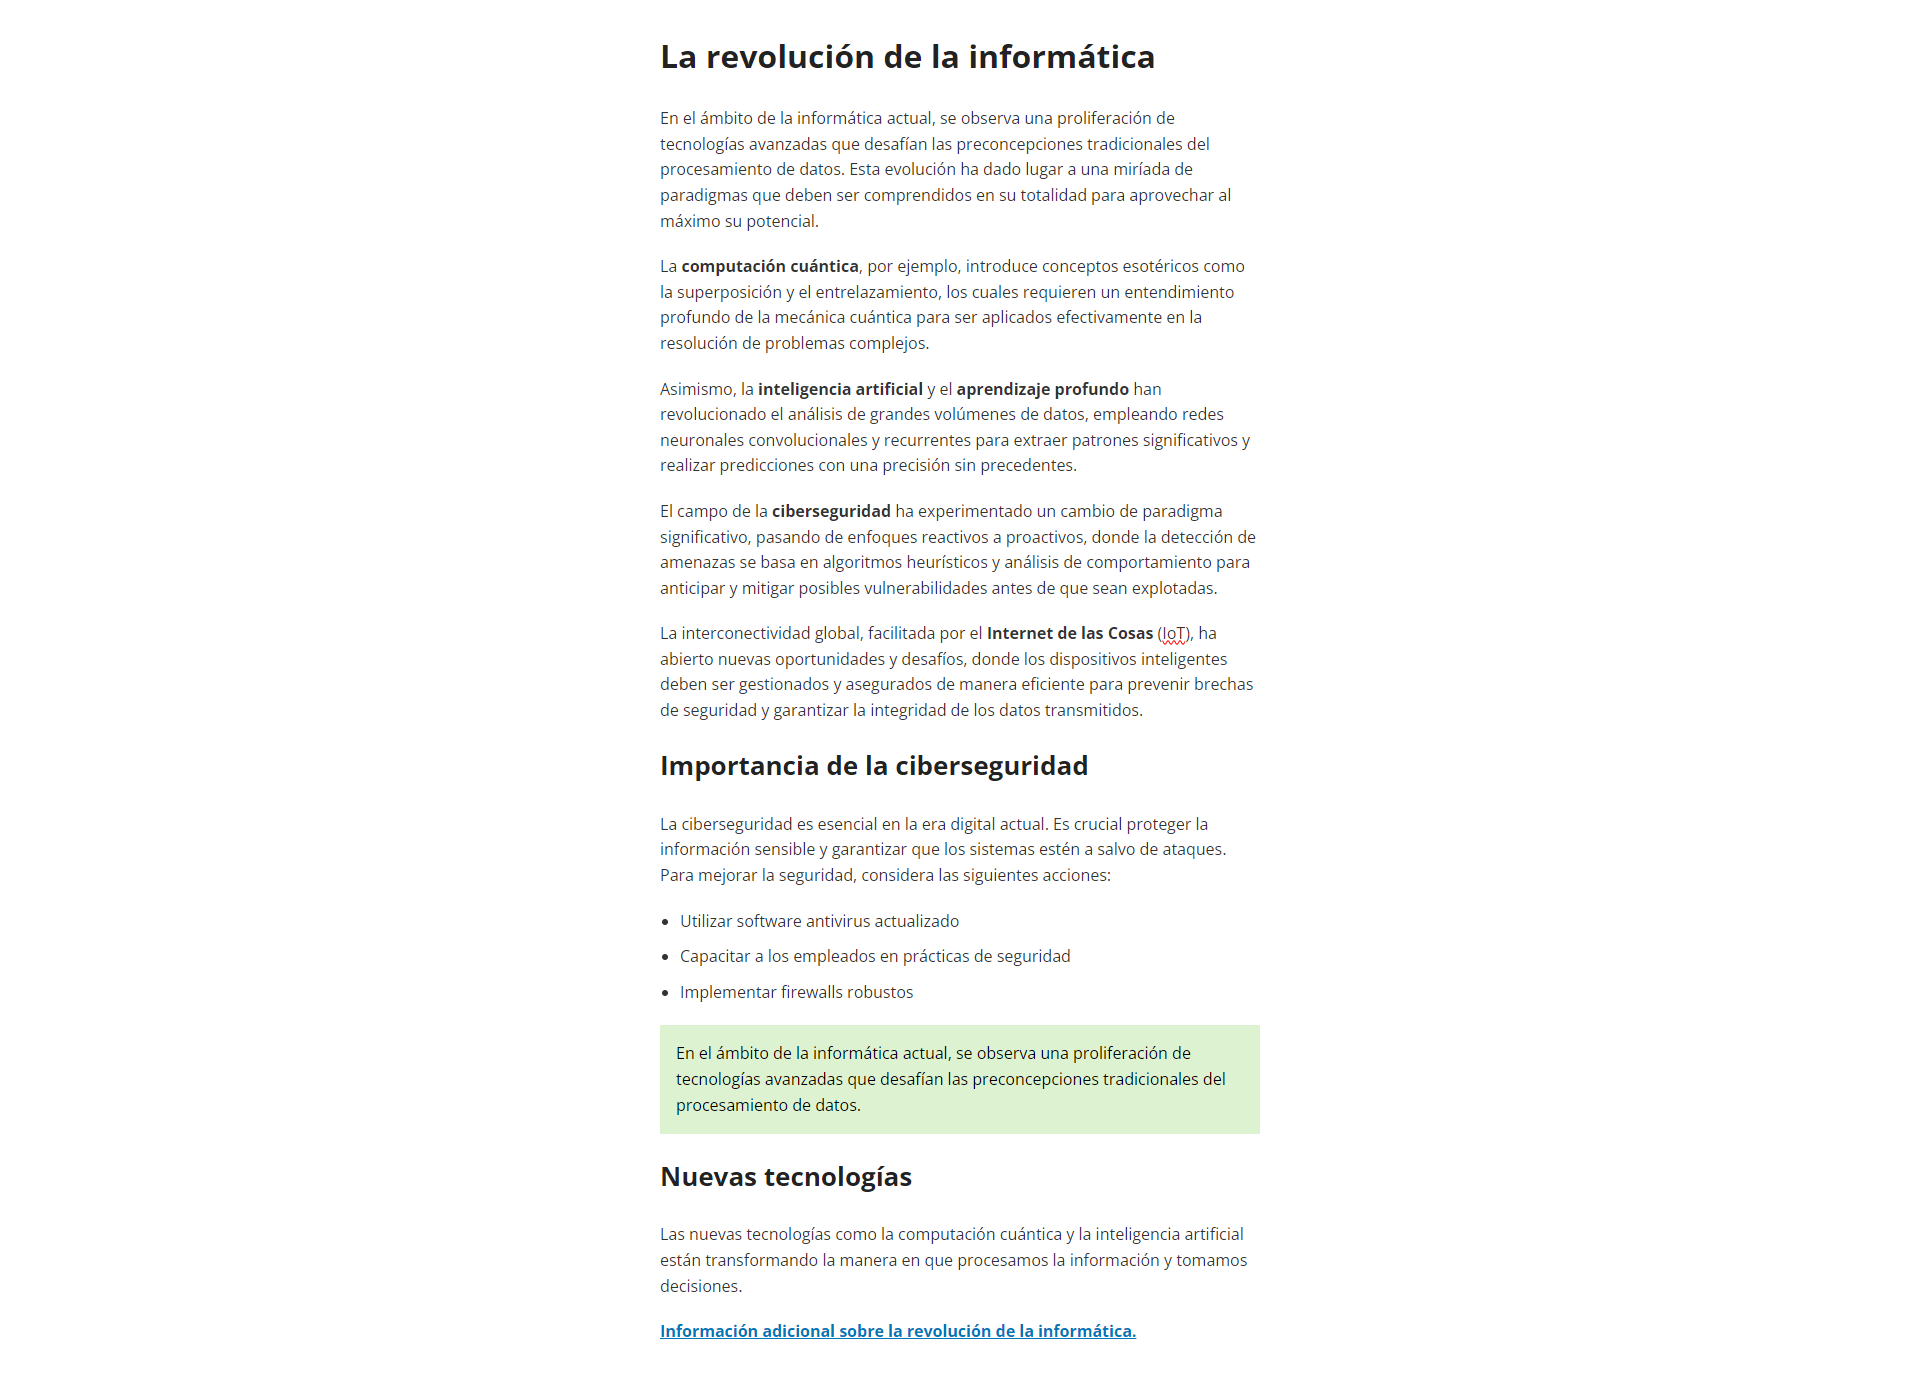 La revolución de la informática
En el ámbito de la informática actual, se observa una proliferación de
tecnologías avanzadas que desafían las preconcepciones tradicionales del
procesamiento de datos. Esta evolución ha dado lugar a una miríada de
paradigmas que deben ser comprendidos en su totalidad para aprovechar al
máximo su potencial.
La computación cuántica, por ejemplo, introduce conceptos esotéricos como
la superposición y el entrelazamiento, los cuales requieren un entendimiento
profundo de la mecánica cuántica para ser aplicados efectivamente en la
resolución de problemas complejos.
Asimismo, la inteligencia artificial y el aprendizaje profundo han
revolucionado el análisis de grandes volúmenes de datos, empleando redes
neuronales convolucionales y recurrentes para extraer patrones significativos y
realizar predicciones con una precisión sin precedentes.
El campo de la ciberseguridad ha experimentado un cambio de paradigma
significativo, pasando de enfoques reactivos a proactivos, donde la detección de
amenazas se basa en algoritmos heurísticos y análisis de comportamiento para
anticipar y mitigar posibles vulnerabilidades antes de que sean explotadas.
La interconectividad global, facilitada por el Internet de las Cosas (IoT), ha
abierto nuevas oportunidades y desafíos, donde los dispositivos inteligentes
deben ser gestionados y asegurados de manera eficiente para prevenir brechas
de seguridad y garantizar la integridad de los datos transmitidos.
Importancia de la ciberseguridad
La ciberseguridad es esencial en la era digital actual. Es crucial proteger la
información sensible y garantizar que los sistemas estén a salvo de ataques.
Para mejorar la seguridad, considera las siguientes acciones:
• Utilizar software antivirus actualizado
• Capacitar a los empleados en prácticas de seguridad
• Implementar firewalls robustos
En el ámbito de la informática actual, se observa una proliferación de
tecnologías avanzadas que desafían las preconcepciones tradicionales del
procesamiento de datos.
Nuevas tecnologías
Las nuevas tecnologías como la computación cuántica y la inteligencia artificial
están transformando la manera en que procesamos la información y tomamos
decisiones.
Información adicional sobre la revolución de la informática.